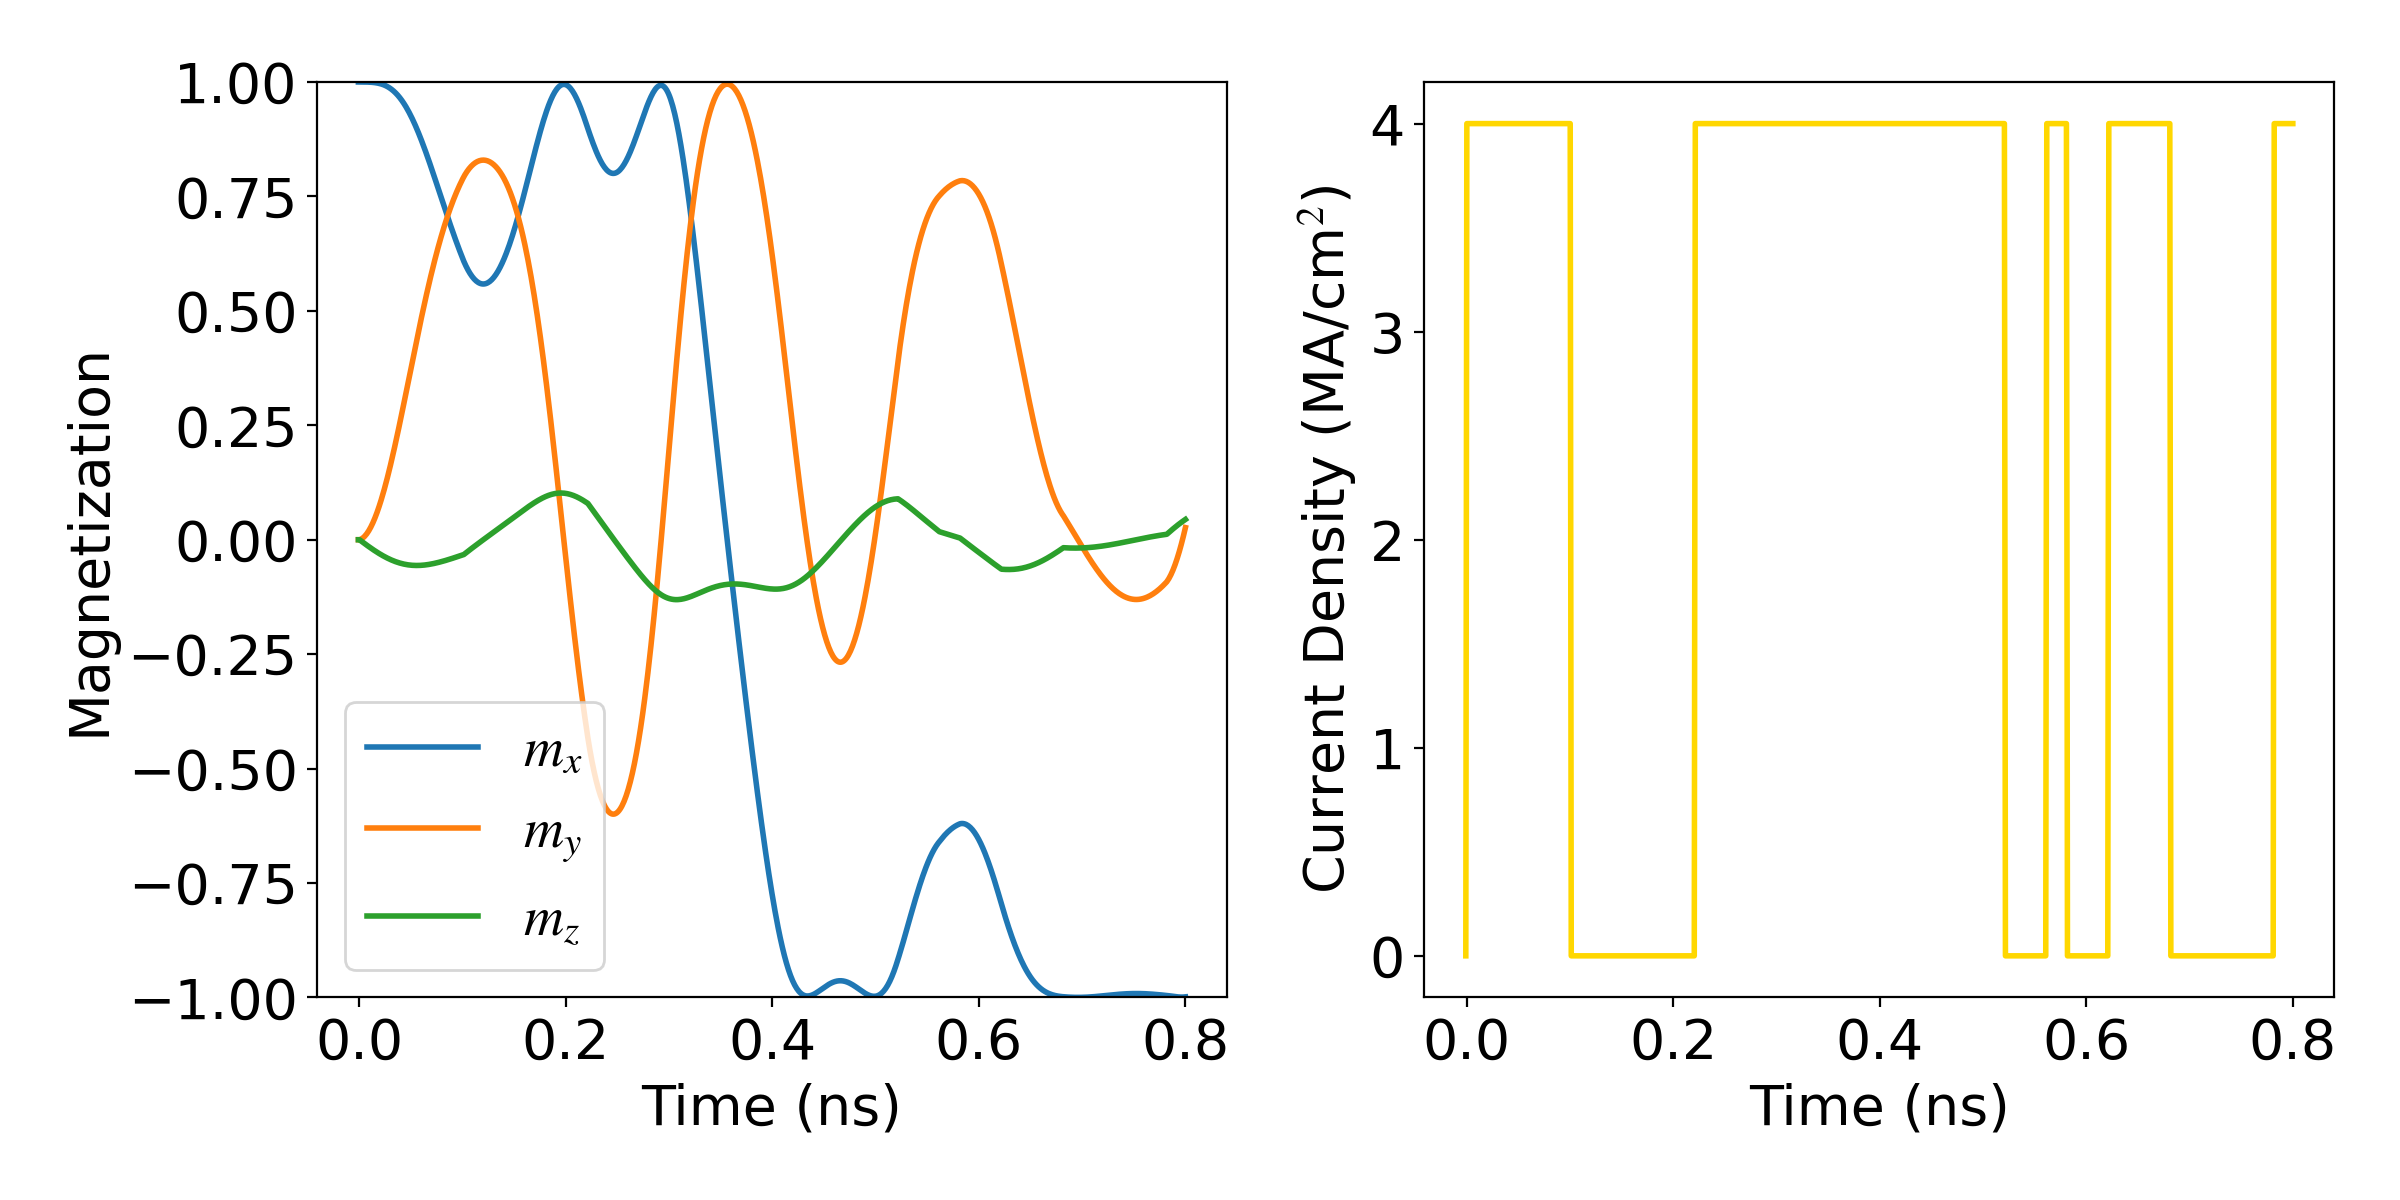 Magnetization
1.00
0.75
0.50
0.25
0.00
−0.25
−0.50
−0.75
−1.00
m_x
m_y
m_z
0.0 0.2 0.4 0.6 0.8
Time (ns)
Current Density (MA/cm²)
4
3
2
1
0
0.0 0.2 0.4 0.6 0.8
Time (ns)